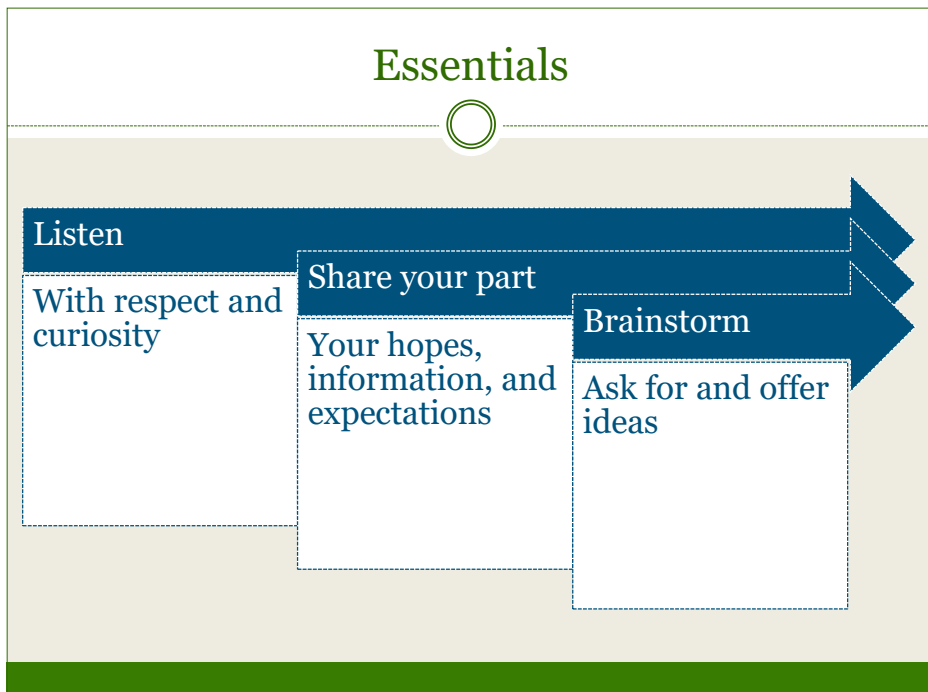 Essentials
Listen
With respect and
curiosity
Share your part
Your hopes,
information, and
expectations
Brainstorm
Ask for and offer
ideas